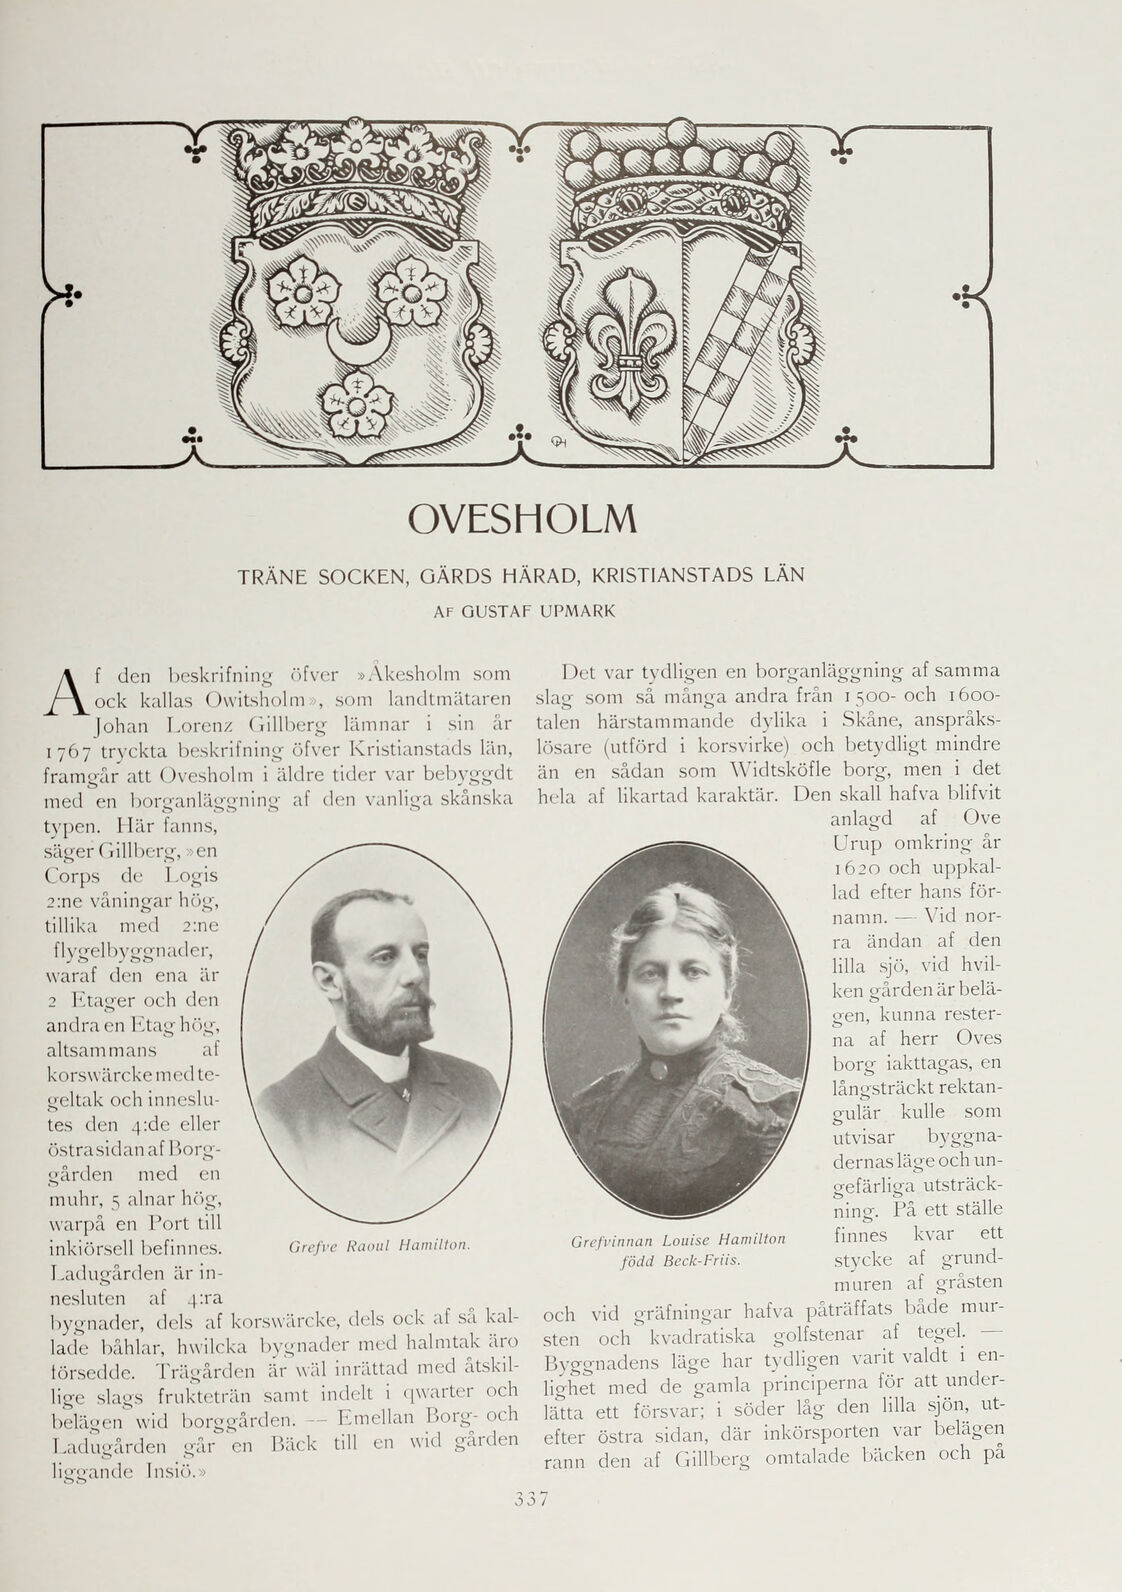 OVESHOLM
TRÄNE SOCKEN, GÄRDS HÄRAD, KRISTIANSTADS LÄN
AF GUSTAF UPMARK
Af den beskrifning öfver »Åkesholm som
ock kallas Owitsholm», som landtmätaren
Johan Lorenz Gillberg lämnar i sin år
1767 tryckta beskrifning öfver Kristianstads län,
framgår att Ovesholm i äldre tider var bebyggdt
med en borganläggning af den vanliga skånska
typen. Här fanns,
säger Gillberg, »en
Corps de Logis
2:ne våningar hög,
tillika med 2:ne
flygelbyggnader,
waraf den ena är
2 Etager och den
andra en Etag hög,
altsammans af
korswärcke med te-
geltak och inneslu-
tes den 4:de eller
östra sidan af Borg-
gården med en
muhr, 5 alnar hög,
warpå en Port till
inkiörsell befinnes.
Ladugården är in-
nesluten af 4:ra
bygnader, dels af korswärcke, dels ock af så kal-
lade båhlar, hwilcka bygnader med halmtak äro
försedde. Trägården är wäl inrättad med åtskil-
lige slags frukteträn samt indelt i qwarter och
belägen wid borggården. — Emellan Borg- och
Ladugården går en Bäck till en wid gården
liggande Insiö.»
Grefve Raoul Hamilton.
Det var tydligen en borganläggning af samma
slag som så många andra från 1500- och 1600-
talen härstammande dylika i Skåne, anspråks-
lösare (utförd i korsvirke) och betydligt mindre
än en sådan som Widtsköfle borg, men i det
hela af likartad karaktär. Den skall hafva blifvit
anlagd af Ove
Urup omkring år
1620 och uppkal-
lad efter hans för-
namn. — Vid nor-
ra ändan af den
lilla sjö, vid hvil-
ken gården är belä-
gen, kunna rester-
na af herr Oves
borg iakttagas, en
långsträckt rektan-
gulär kulle som
utvisar byggna-
dernas läge och un-
gefärliga utsträck-
ning. På ett ställe
finnes kvar ett
stycke af grund-
muren af gråsten
och vid gräfningar hafva påträffats både mur-
sten och kvadratiska golfstenar af tegel. —
Byggnadens läge har tydligen varit valdt i en-
lighet med de gamla principerna för att under-
lätta ett försvar; i söder låg den lilla sjön, ut-
efter östra sidan, där inkörsporten var belägen
rann den af Gillberg omtalade bäcken och på
Grefvinnan Louise Hamilton
född Beck-Friis.
337